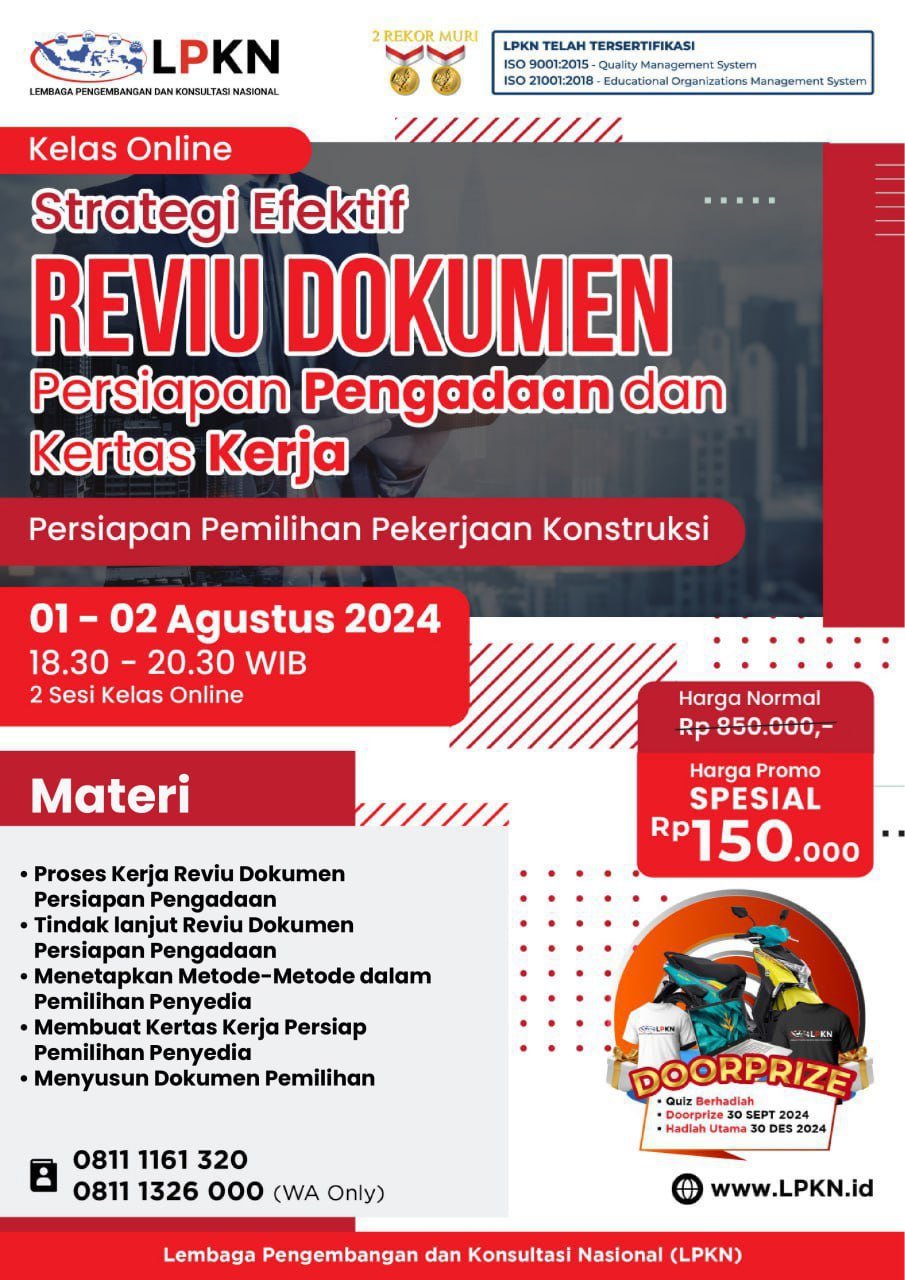 LPKN
LEMBAGA PENGEMBANGAN DAN KONSULTASI NASIONAL
2 REKOR MURI
LPKN TELAH TERSERTIFIKASI
ISO 9001:2015 - Quality Management System
ISO 21001:2018 - Educational Organizations Management System
Kelas Online
Strategi Efektif
REVIU DOKUMEN
Persiapan Pengadaan dan
Kertas Kerja
Persiapan Pemilihan Pekerjaan Konstruksi
01 - 02 Agustus 2024
18.30 - 20.30 WIB
2 Sesi Kelas Online
Harga Normal
Rp 850.000,-
Harga Promo
SPESIAL
Rp150.000
Materi
• Proses Kerja Reviu Dokumen
Persiapan Pengadaan
• Tindak lanjut Reviu Dokumen
Persiapan Pengadaan
• Menetapkan Metode-Metode dalam
Pemilihan Penyedia
• Membuat Kertas Kerja Persiap
Pemilihan Penyedia
• Menyusun Dokumen Pemilihan
LPKN
LPKN
DOORPRIZE
• Quiz Berhadiah
• Doorprize 30 SEPT 2024
• Hadiah Utama 30 DES 2024
0811 1161 320
0811 1326 000 (WA Only)
www.LPKN.id
Lembaga Pengembangan dan Konsultasi Nasional (LPKN)